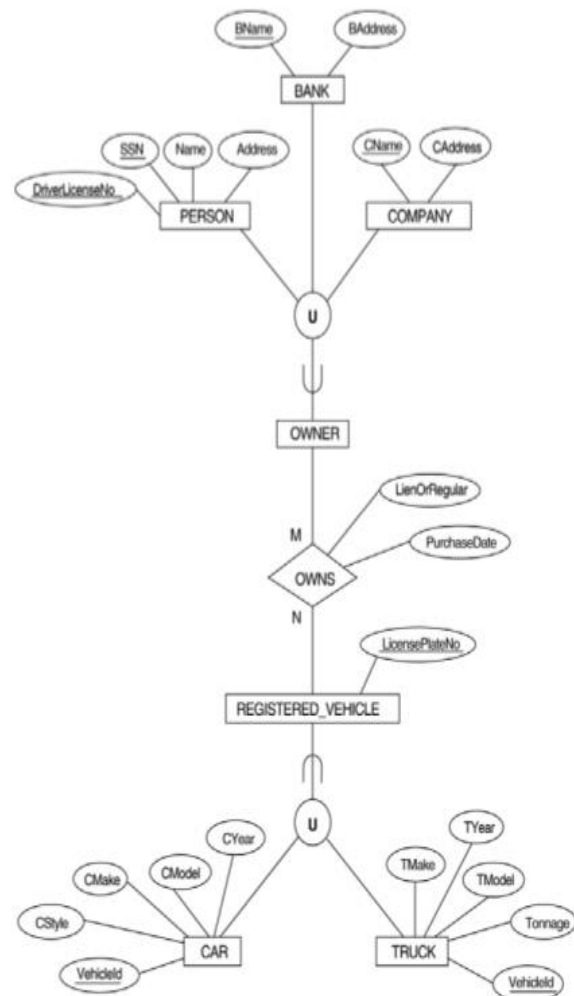 BName
BAddress
BANK
SSN
Name
Address
CName
CAddress
DriverLicenseNo
PERSON
COMPANY
U
OWNER
LienOrRegular
M
PurchaseDate
OWNS
N
LicensePlateNo
REGISTERED_VEHICLE
U
CYear
TYear
CModel
TMake
CMake
TModel
CStyle
Tonnage
CAR
TRUCK
VehicleId
VehicleId